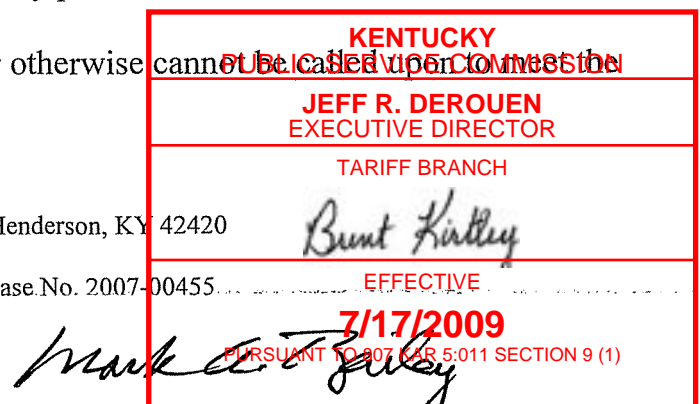 KENTUCKY
otherwise cannot be called upon to meet the
PUBLIC SERVICE COMMISSION
JEFF R. DEROUEN
EXECUTIVE DIRECTOR
TARIFF BRANCH
Henderson, KY 42420
Bunt Kirtley
ase No. 2007-00455
EFFECTIVE
7/17/2009
PURSUANT TO 807 KAR 5:011 SECTION 9 (1)
Mark A. Bailey